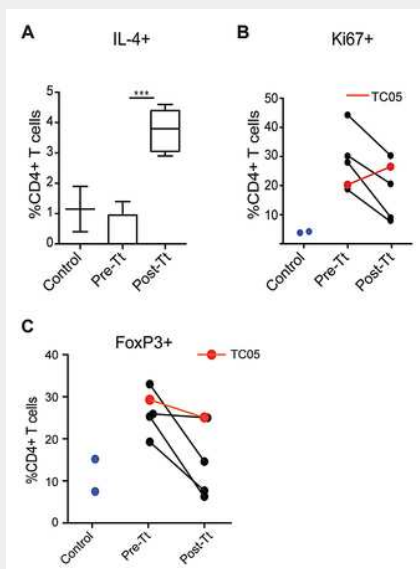 A
IL-4+
%CD4+ T cells
5
4
3
2
1
0
***
Control
Pre-Tt
Post-Tt
B
Ki67+
TC05
%CD4+ T cells
50
40
30
20
10
Control
Pre-Tt
Post-Tt
C
FoxP3+
TC05
%CD4+ T cells
40
30
20
10
0
Control
Pre-Tt
Post-Tt